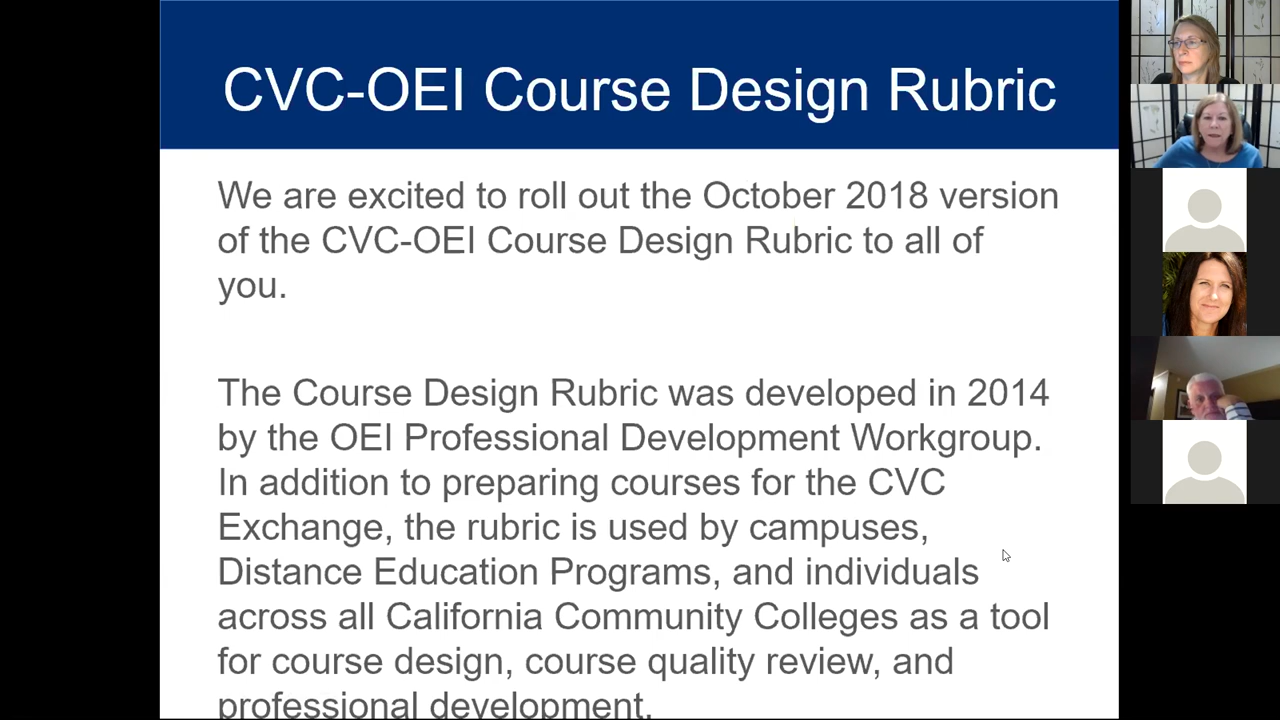 CVC-OEI Course Design Rubric
We are excited to roll out the October 2018 version
of the CVC-OEI Course Design Rubric to all of
you.
The Course Design Rubric was developed in 2014
by the OEI Professional Development Workgroup.
In addition to preparing courses for the CVC
Exchange, the rubric is used by campuses,
Distance Education Programs, and individuals
across all California Community Colleges as a tool
for course design, course quality review, and
professional development.